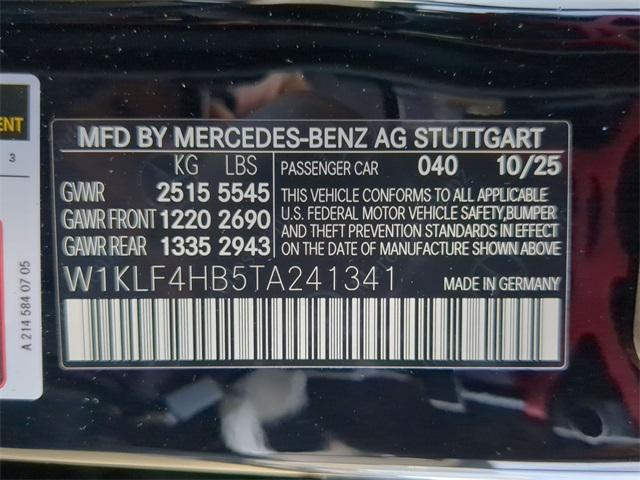 MFD BY MERCEDES-BENZ AG STUTTGART
KG LBS
GVWR 2515 5545
GAWR FRONT 1220 2690
GAWR REAR 1335 2943
PASSENGER CAR 040 10/25
THIS VEHICLE CONFORMS TO ALL APPLICABLE
U.S. FEDERAL MOTOR VEHICLE SAFETY,BUMPER
AND THEFT PREVENTION STANDARDS IN EFFECT
ON THE DATE OF MANUFACTURE SHOWN ABOVE
W1KLF4HB5TA241341
MADE IN GERMANY
3
A 214 584 07 05